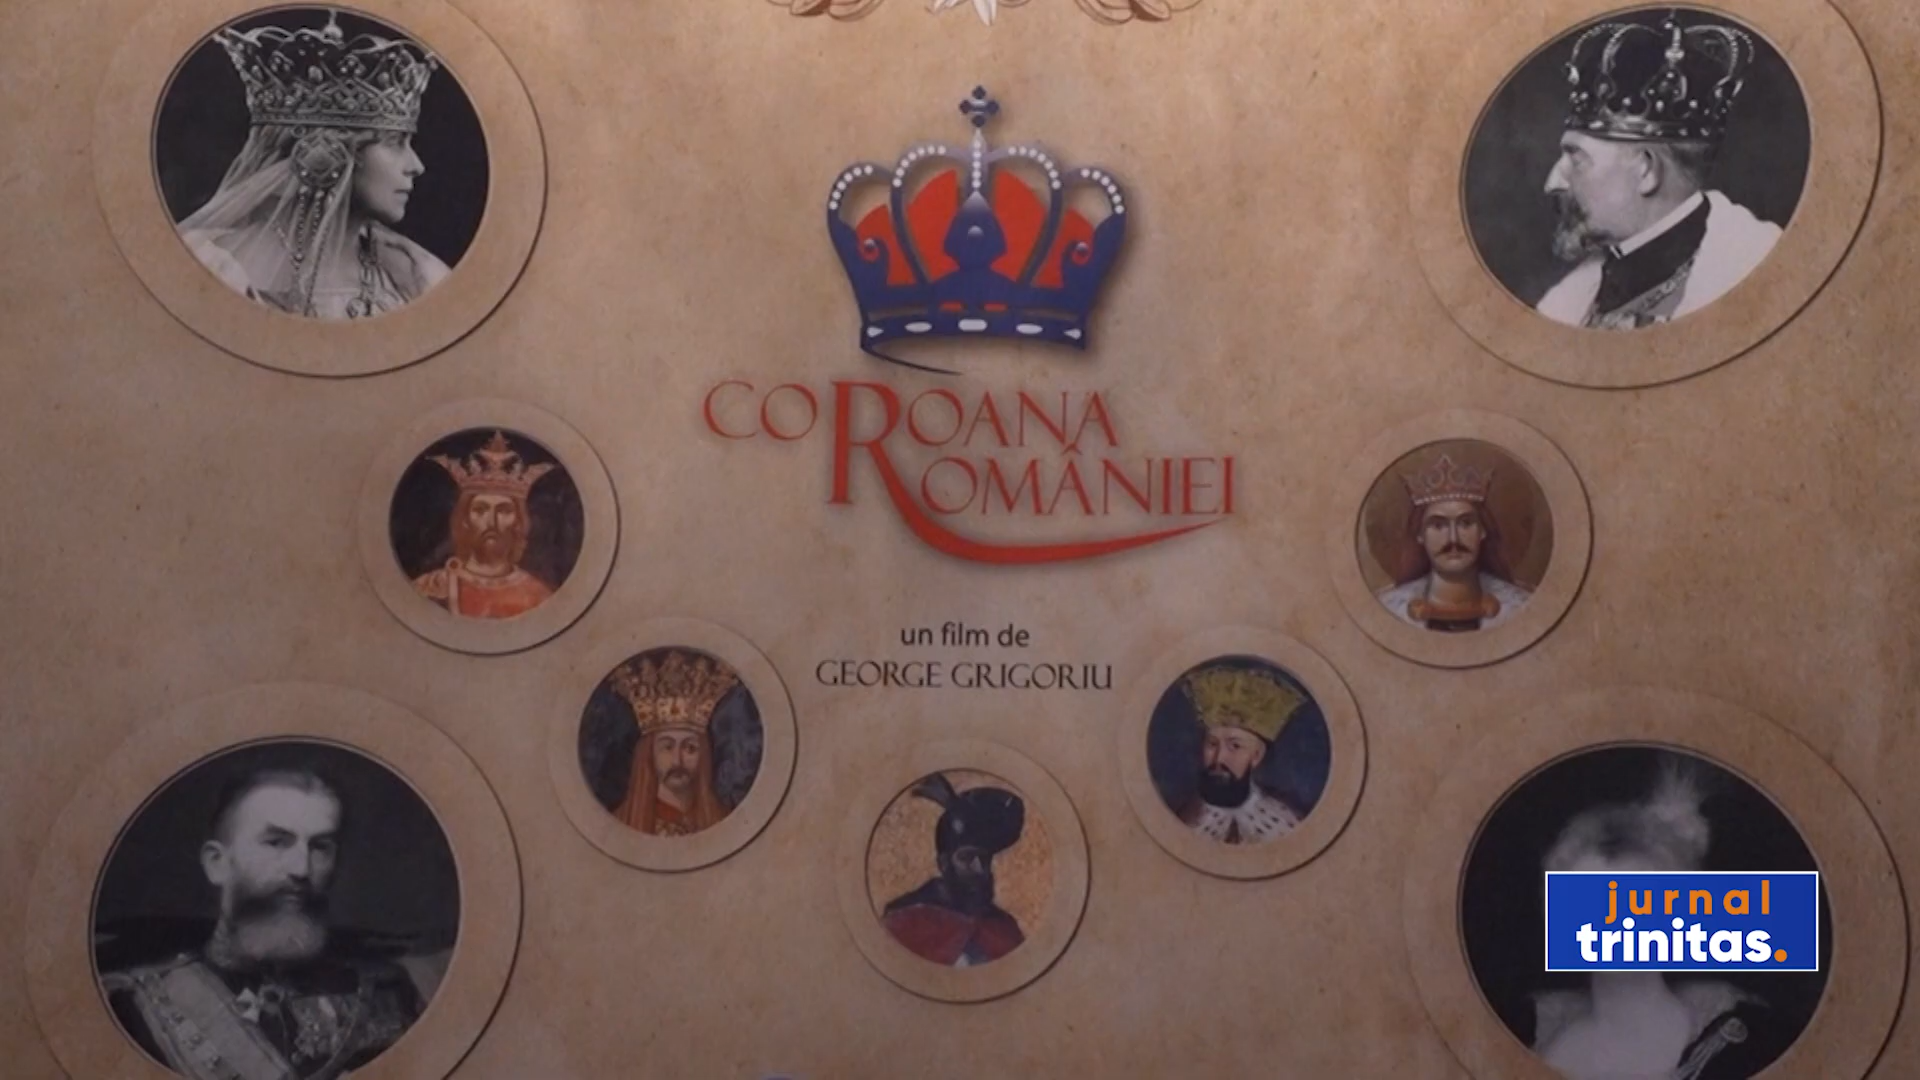 COROANA
ROMÂNIEI
un film de
GEORGE GRIGORIU
jurnal
trinitas.